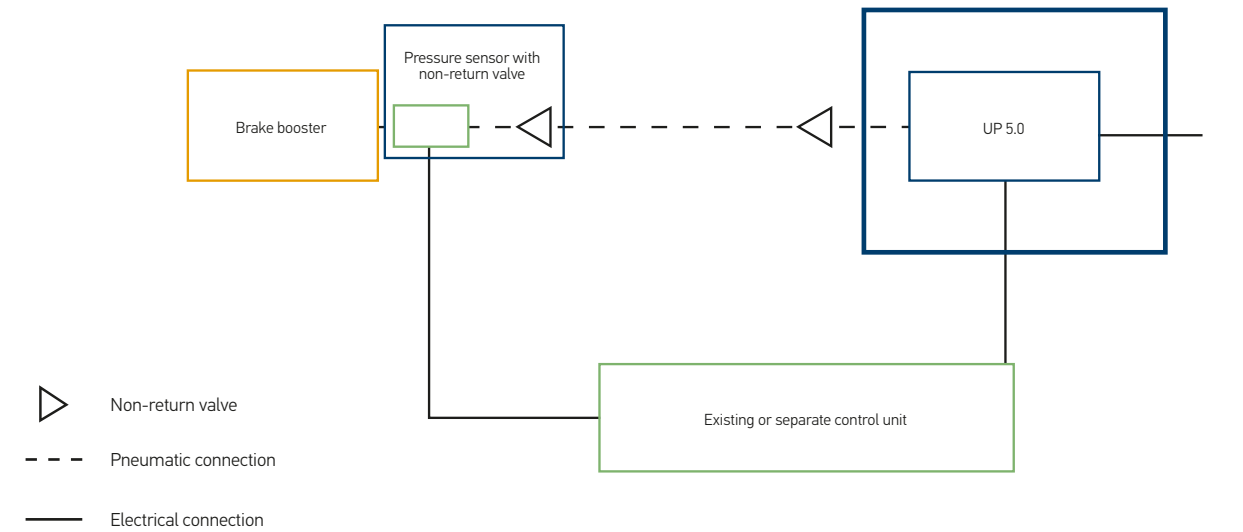 Pressure sensor with
non-return valve
Brake booster
UP 5.0
Existing or separate control unit
Non-return valve
Pneumatic connection
Electrical connection